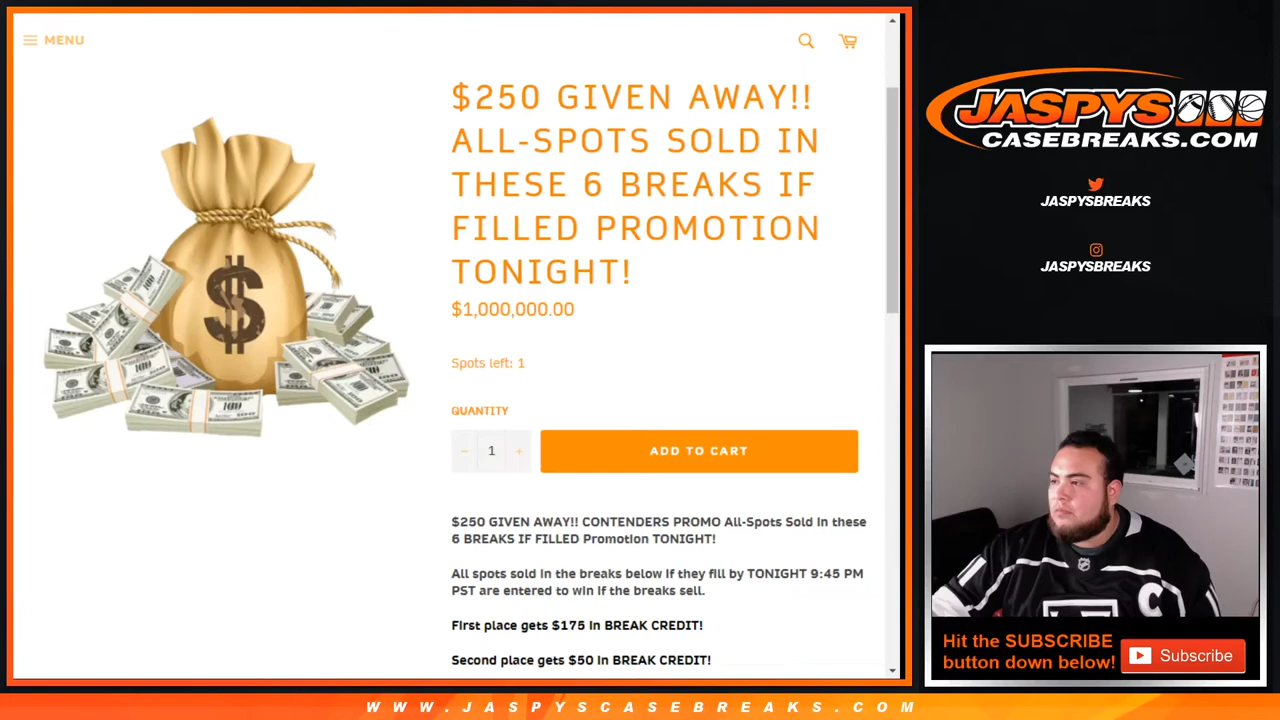 MENU
$250 GIVEN AWAY!!
ALL-SPOTS SOLD IN
THESE 6 BREAKS IF
FILLED PROMOTION
TONIGHT!
$1,000,000.00
Spots left: 1
QUANTITY
− 1 +
ADD TO CART
$250 GIVEN AWAY!! CONTENDERS PROMO All-Spots Sold in these
6 BREAKS IF FILLED Promotion TONIGHT!
All spots sold in the breaks below if they fill by TONIGHT 9:45 PM
PST are entered to win if the breaks sell.
First place gets $175 in BREAK CREDIT!
Second place gets $50 in BREAK CREDIT!
JASPYS
CASEBREAKS.COM
JASPYSBREAKS
JASPYSBREAKS
C
Hit the SUBSCRIBE
button down below!
Subscribe
WWW.JASPYSCASEBREAKS.COM